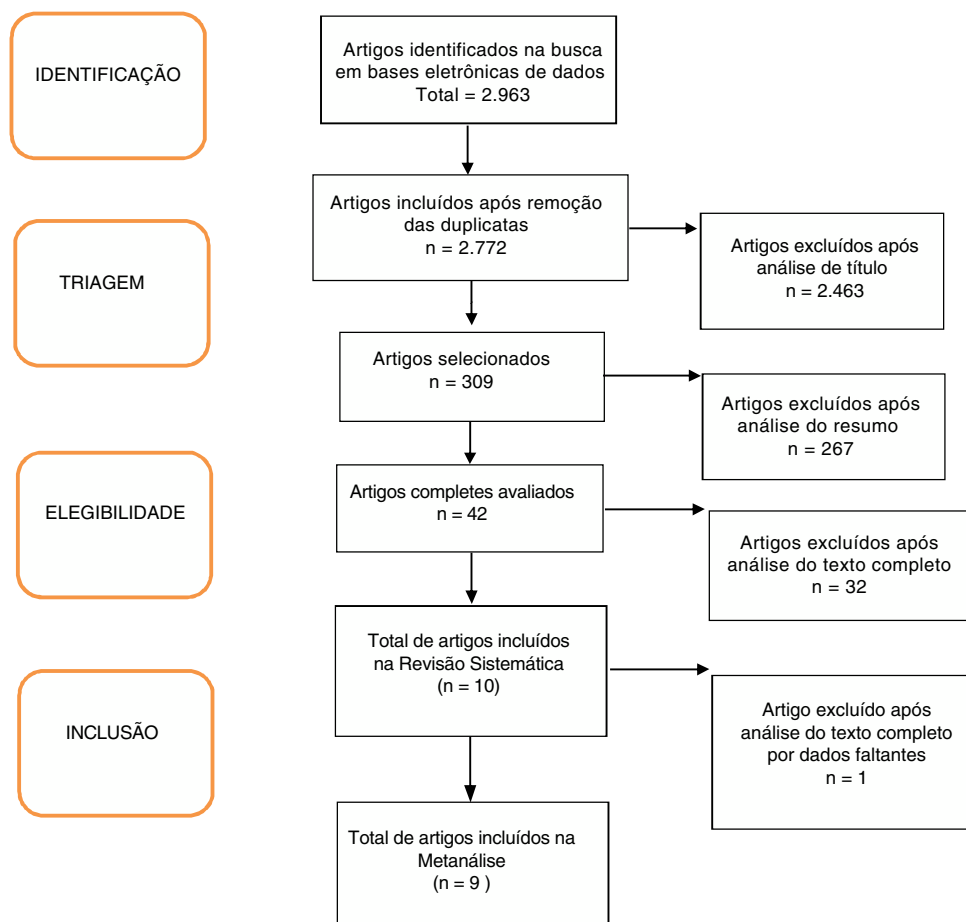 IDENTIFICAÇÃO
Artigos identificados na busca
em bases eletrônicas de dados
Total = 2.963
Artigos incluídos após remoção
das duplicatas
n = 2.772
TRIAGEM
Artigos excluídos após
análise de título
n = 2.463
Artigos selecionados
n = 309
Artigos excluídos após
análise do resumo
n = 267
ELEGIBILIDADE
Artigos completes avaliados
n = 42
Artigos excluídos após
análise do texto completo
n = 32
Total de artigos incluídos
na Revisão Sistemática
(n = 10)
INCLUSÃO
Artigo excluído após
análise do texto completo
por dados faltantes
n = 1
Total de artigos incluídos na
Metanálise
(n = 9 )